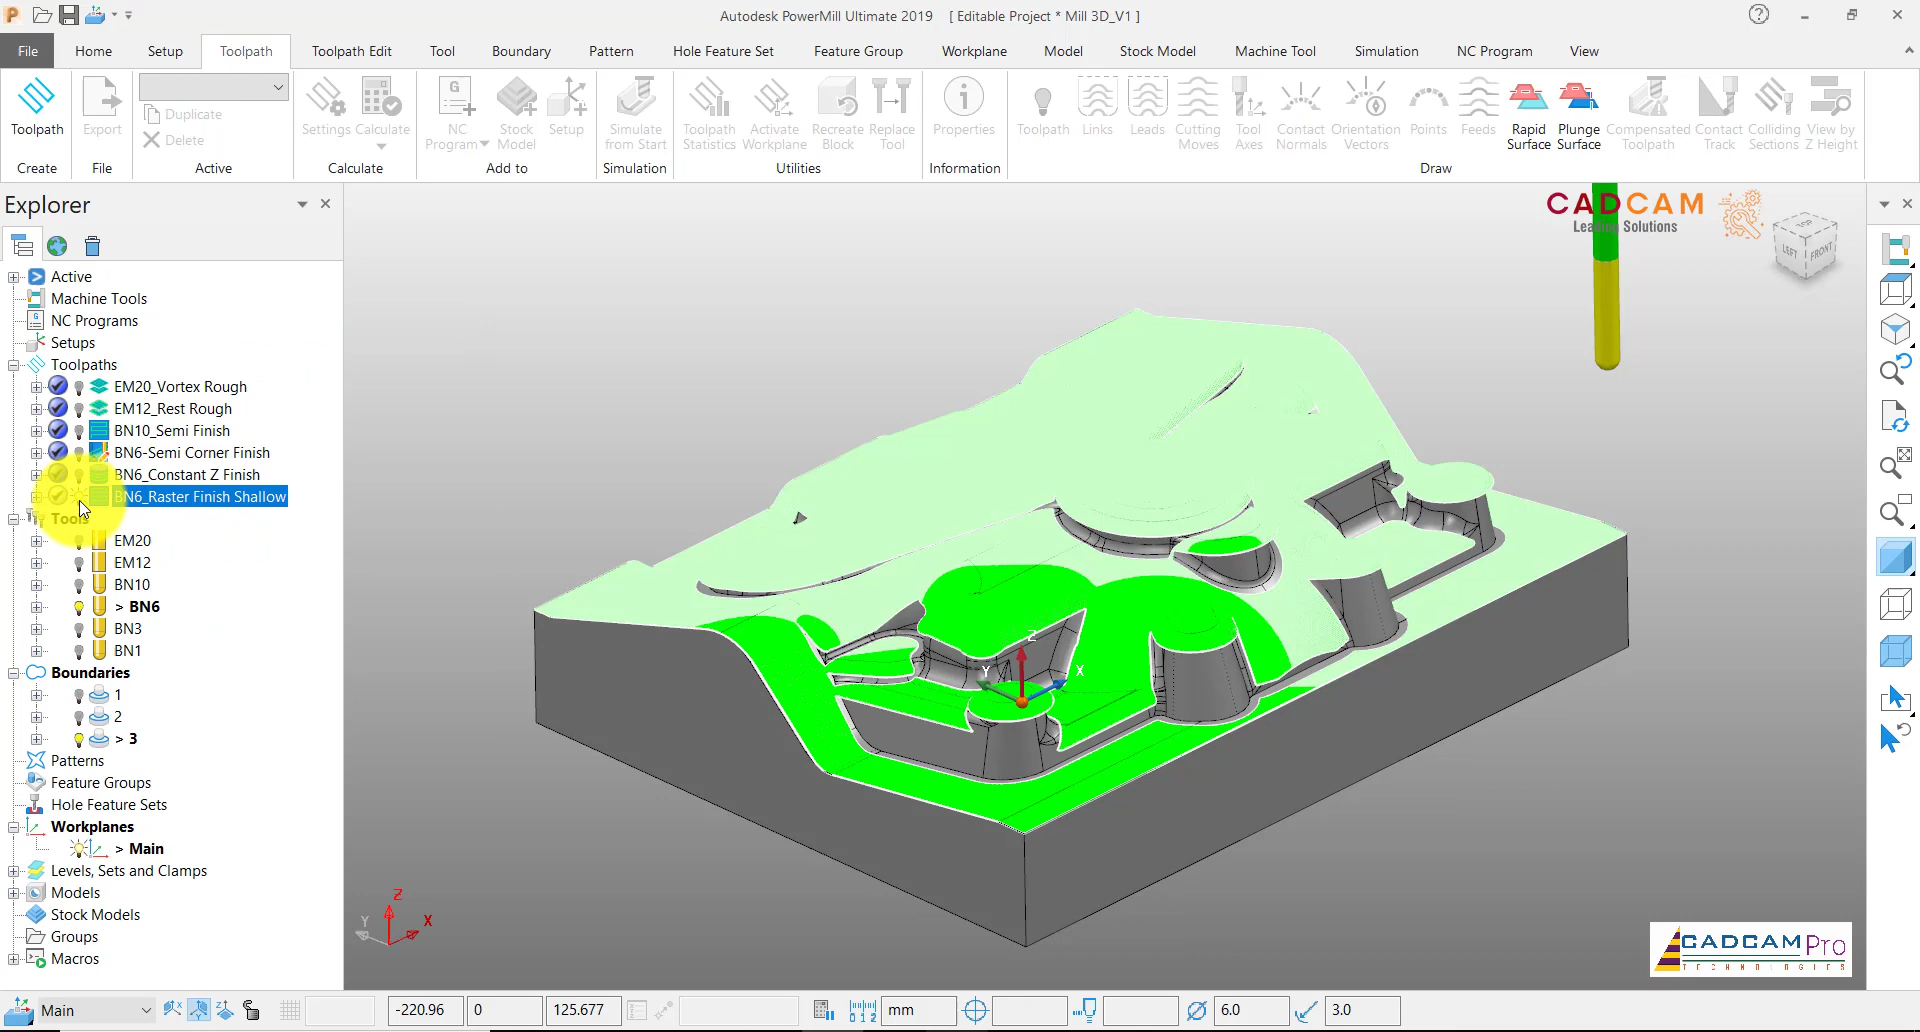 Autodesk PowerMill Ultimate 2019 [ Editable Project * Mill 3D_V1 ]
File Home Setup Toolpath Toolpath Edit Tool Boundary Pattern Hole Feature Set Feature Group Workplane Model Stock Model Machine Tool Simulation NC Program View
Toolpath
Create
Export
File
Duplicate
Delete
Active
Settings Calculate
Calculate
NC Program Stock Model Setup
Add to
Simulate from Start
Simulation
Toolpath Statistics Activate Workplane Recreate Block Replace Tool
Utilities
Properties
Information
Toolpath Links Leads Cutting Moves Tool Axes Contact Normals Orientation Vectors Points Feeds Rapid Surface Plunge Surface Compensated Toolpath Contact Track Colliding Sections View by Z Height
Draw
Explorer
Active
Machine Tools
NC Programs
Setups
Toolpaths
EM20_Vortex Rough
EM12_Rest Rough
BN10_Semi Finish
BN6-Semi Corner Finish
BN6_Constant Z Finish
BN6_Raster Finish Shallow
Tools
EM20
EM12
BN10
> BN6
BN3
BN1
Boundaries
1
2
> 3
Patterns
Feature Groups
Hole Feature Sets
Workplanes
> Main
Levels, Sets and Clamps
Models
Stock Models
Groups
Macros
CADCAM
Leading Solutions
LEFT FRONT
Z
Y
X
Z
Y
X
CADCAM Pro
TECHNOLOGIES
Main -220.96 0 125.677 mm 6.0 3.0